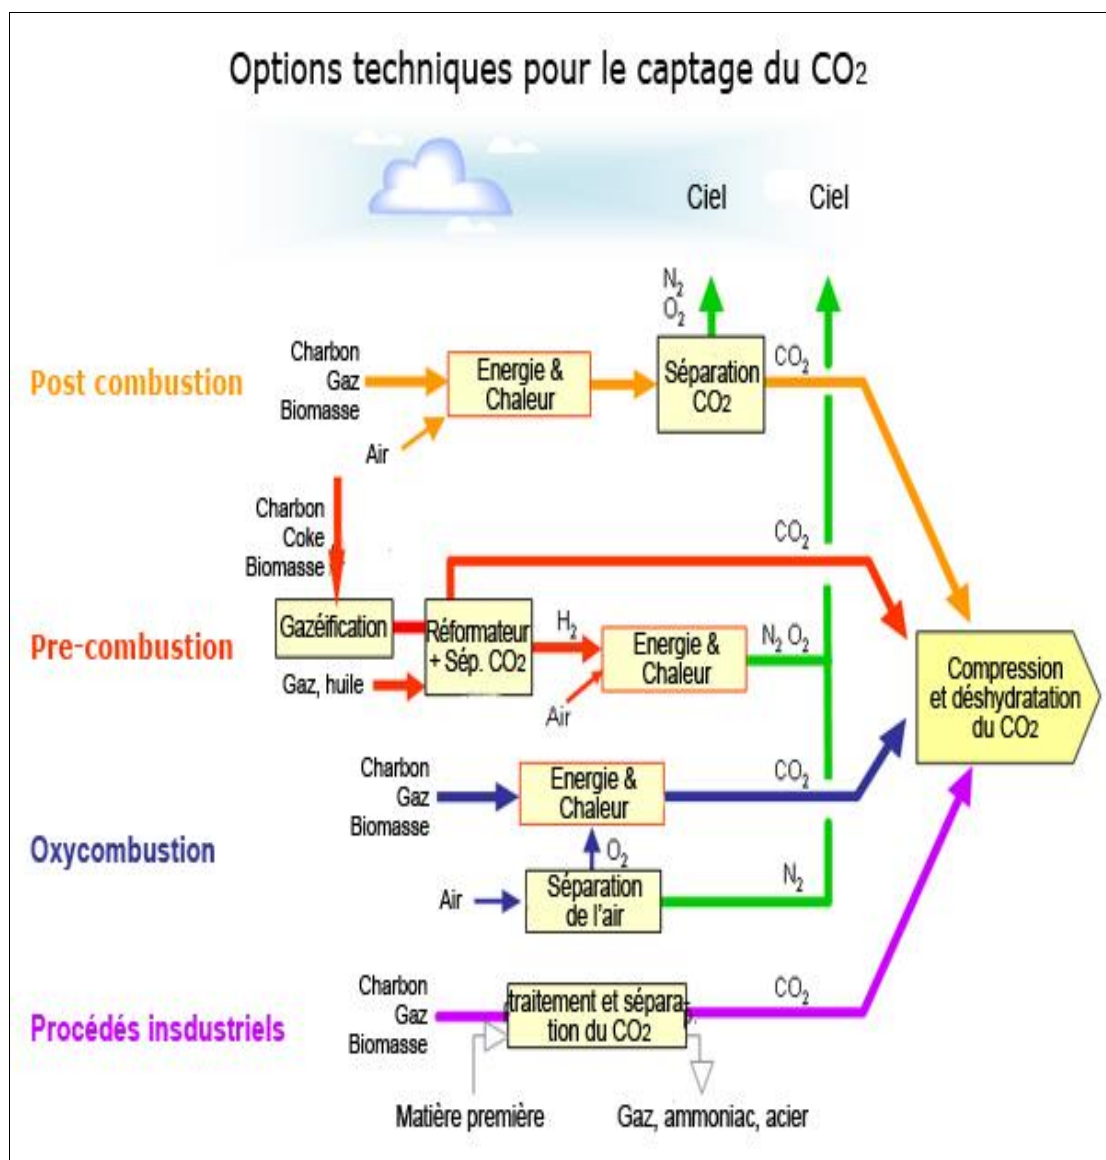 Options techniques pour le captage du CO2
Ciel
Ciel
N2
O2
Post combustion
Charbon
Gaz
Biomasse
Air
Energie &
Chaleur
Séparation
CO2
CO2
Pre-combustion
Charbon
Coke
Biomasse
Gazéification
Gaz, huile
Réformateur
+ Sép. CO2
H2
Air
Energie &
Chaleur
N2 O2
CO2
Compression
et déshydratation
du CO2
Oxycombustion
Charbon
Gaz
Biomasse
Energie &
Chaleur
CO2
O2
Air
Séparation
de l'air
N2
Procédés insdustriels
Charbon
Gaz
Biomasse
traitement et sépara-
tion du CO2
CO2
Matière première
Gaz, ammoniac, acier